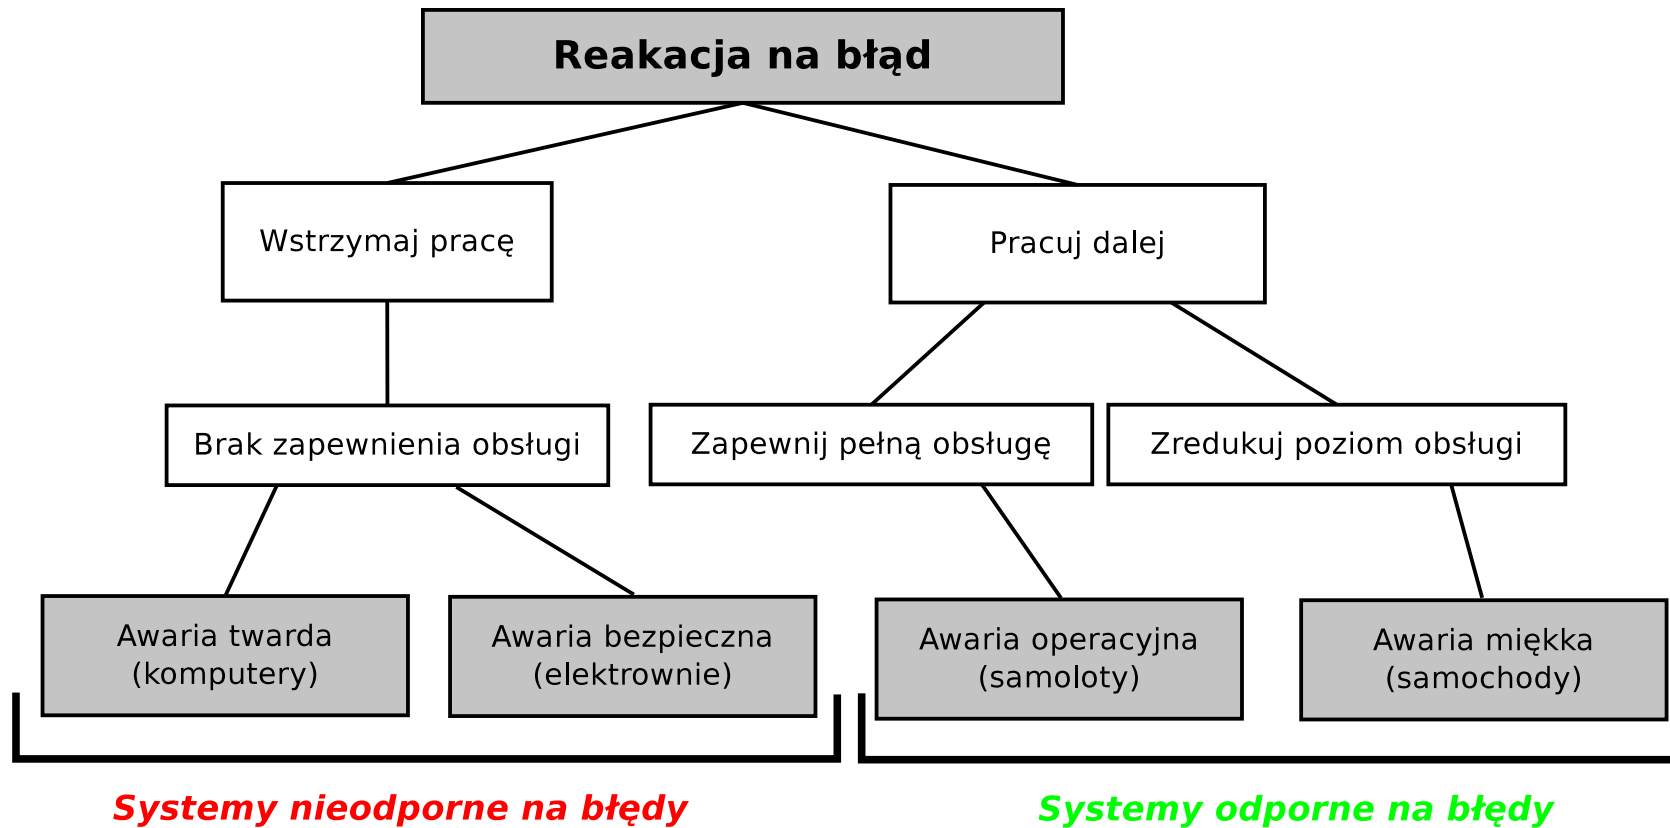 Reakacja na błąd
Wstrzymaj pracę
Pracuj dalej
Brak zapewnienia obsługi
Zapewnij pełną obsługę
Zredukuj poziom obsługi
Awaria twarda
(komputery)
Awaria bezpieczna
(elektrownie)
Awaria operacyjna
(samoloty)
Awaria miękka
(samochody)
Systemy nieodporne na błędy
Systemy odporne na błędy